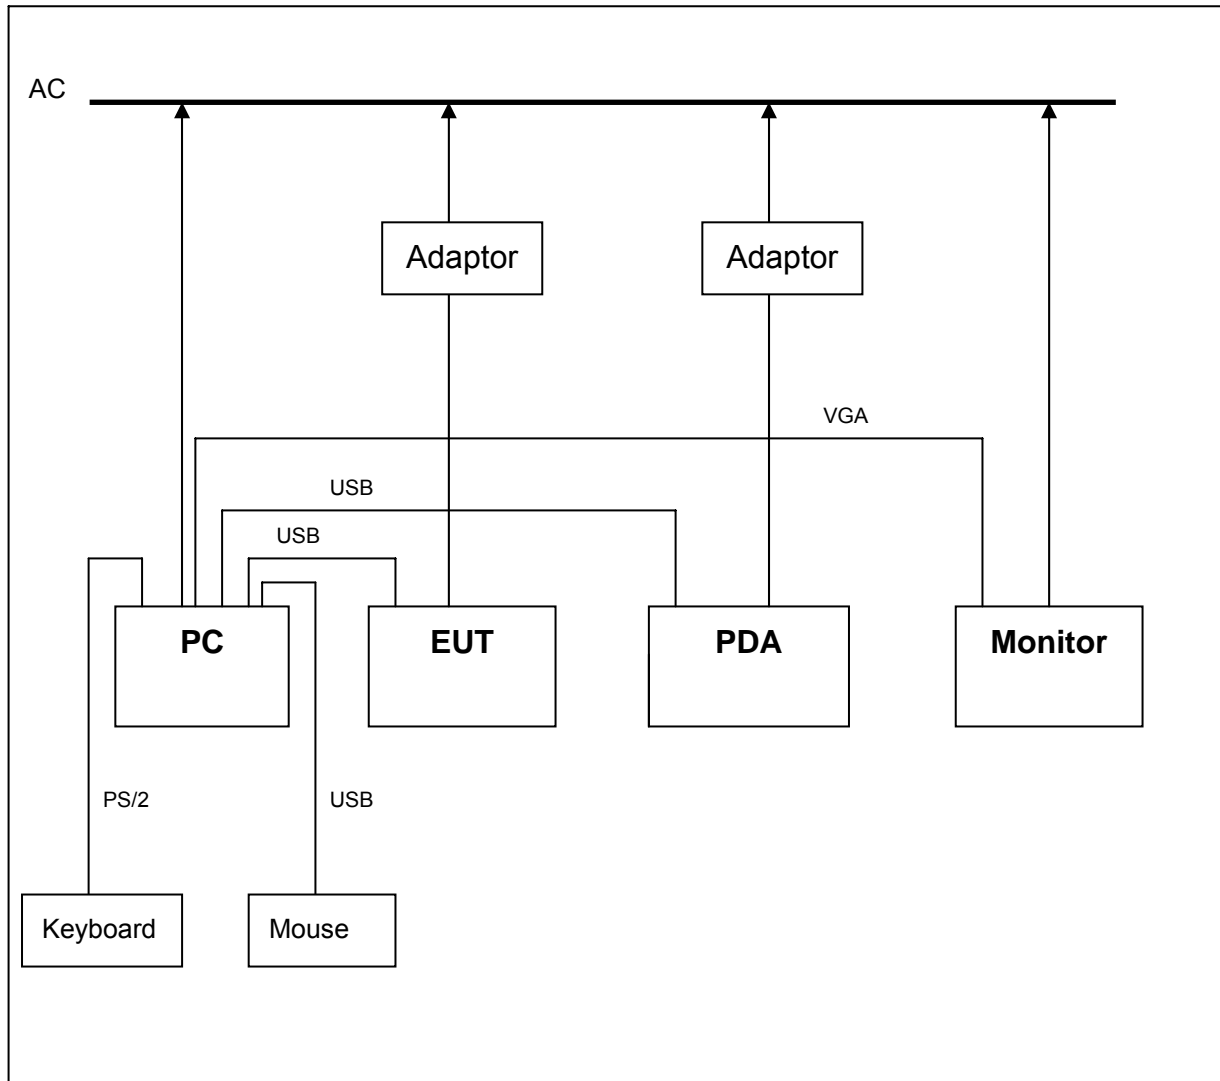 AC
Adaptor
Adaptor
VGA
USB
USB
PC
EUT
PDA
Monitor
PS/2
USB
Keyboard
Mouse